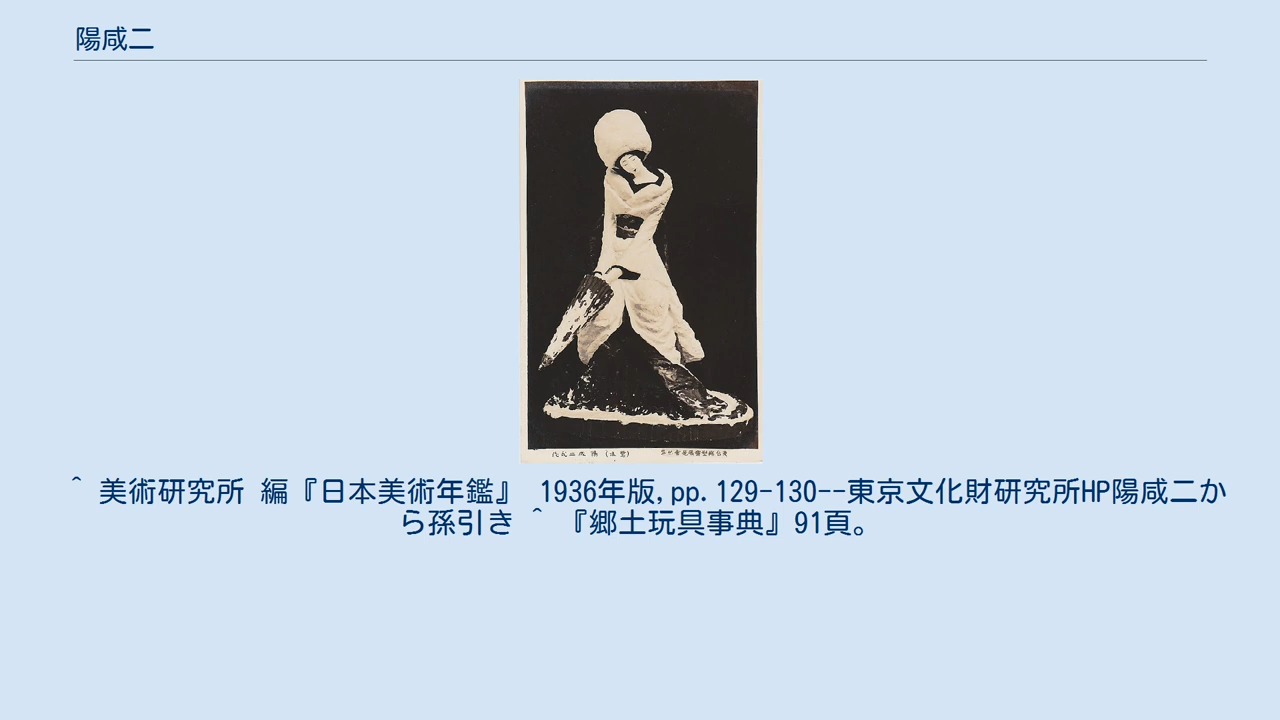 陽咸二
^ 美術研究所 編『日本美術年鑑』 1936年版,pp.129-130--東京文化財研究所HP陽咸二か
ら孫引き ^ 『郷土玩具事典』91頁。